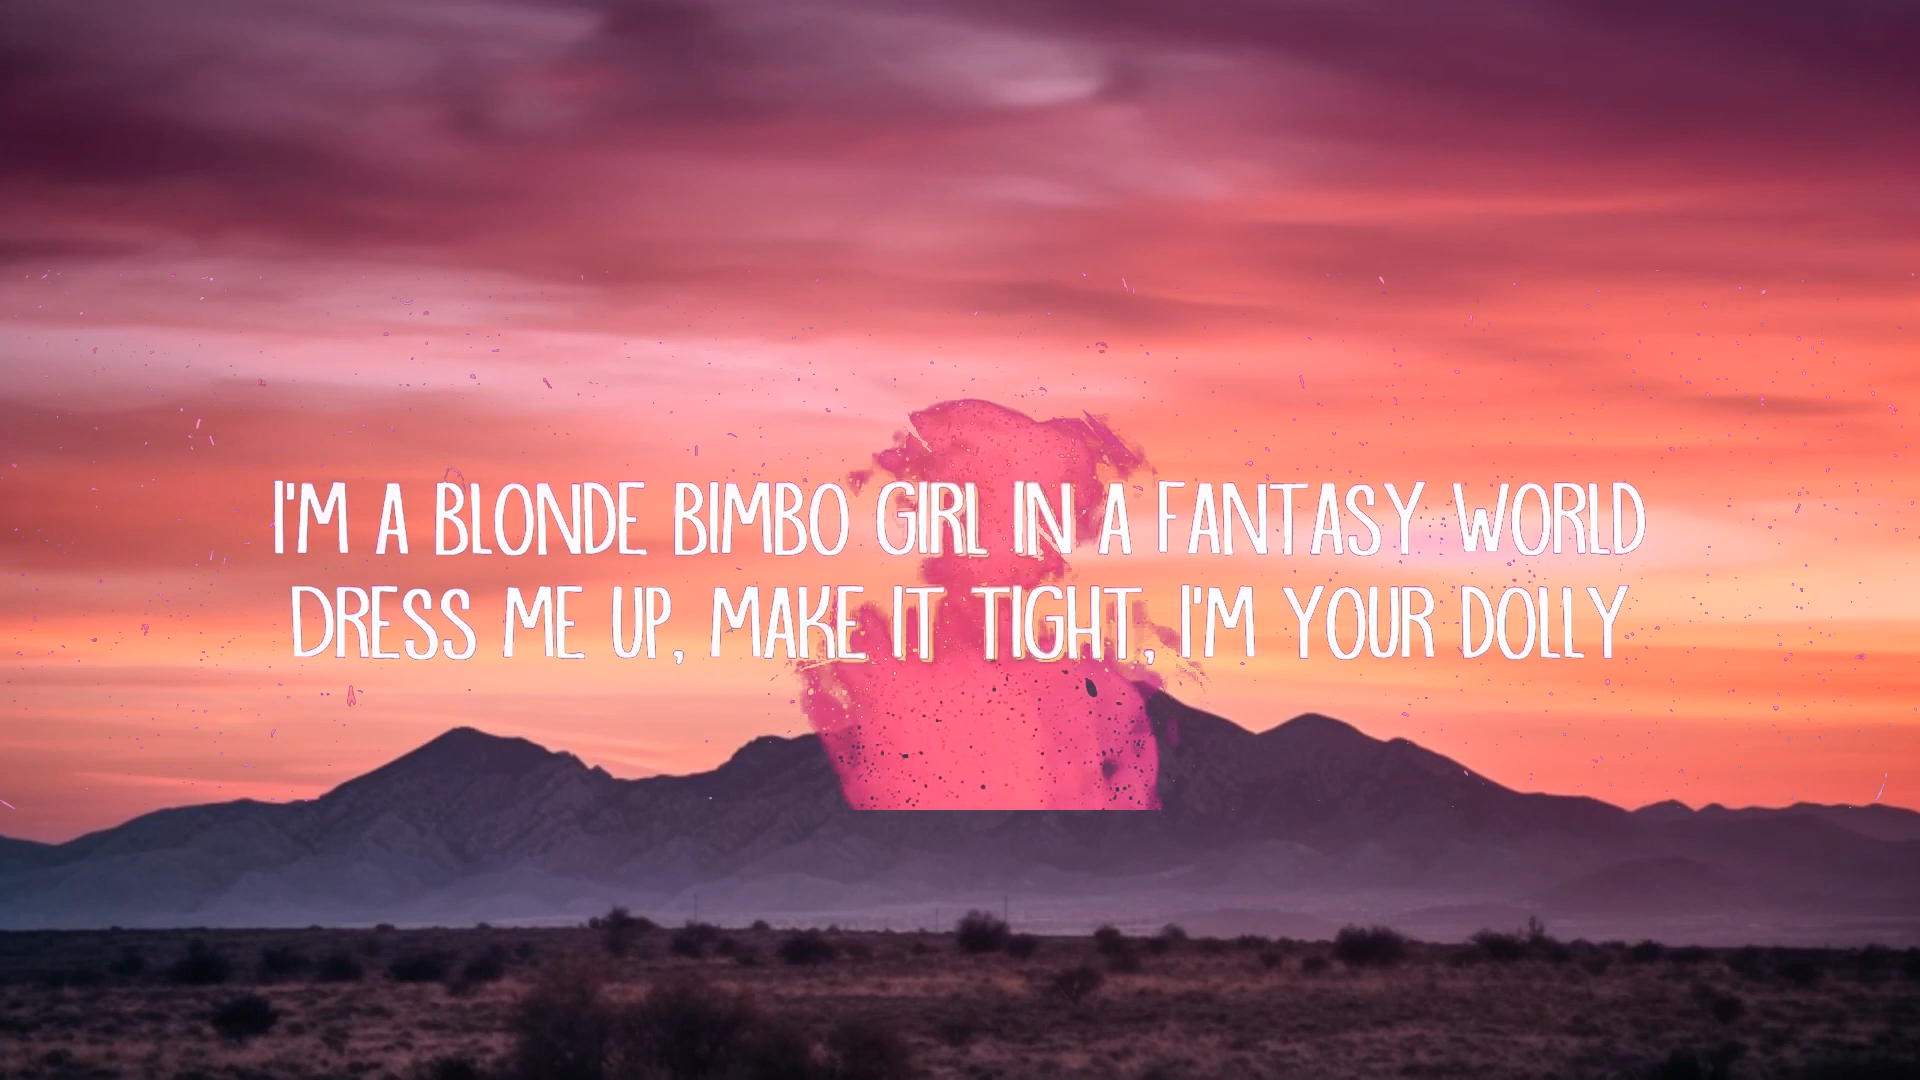 I'M A BLONDE BIMBO GIRL IN A FANTASY WORLD
DRESS ME UP, MAKE IT TIGHT, I'M YOUR DOLLY